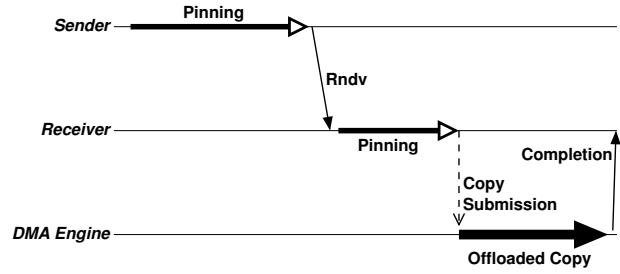 Pinning
Sender
Rndv
Receiver
Pinning
Completion
Copy
Submission
DMA Engine
Offloaded Copy